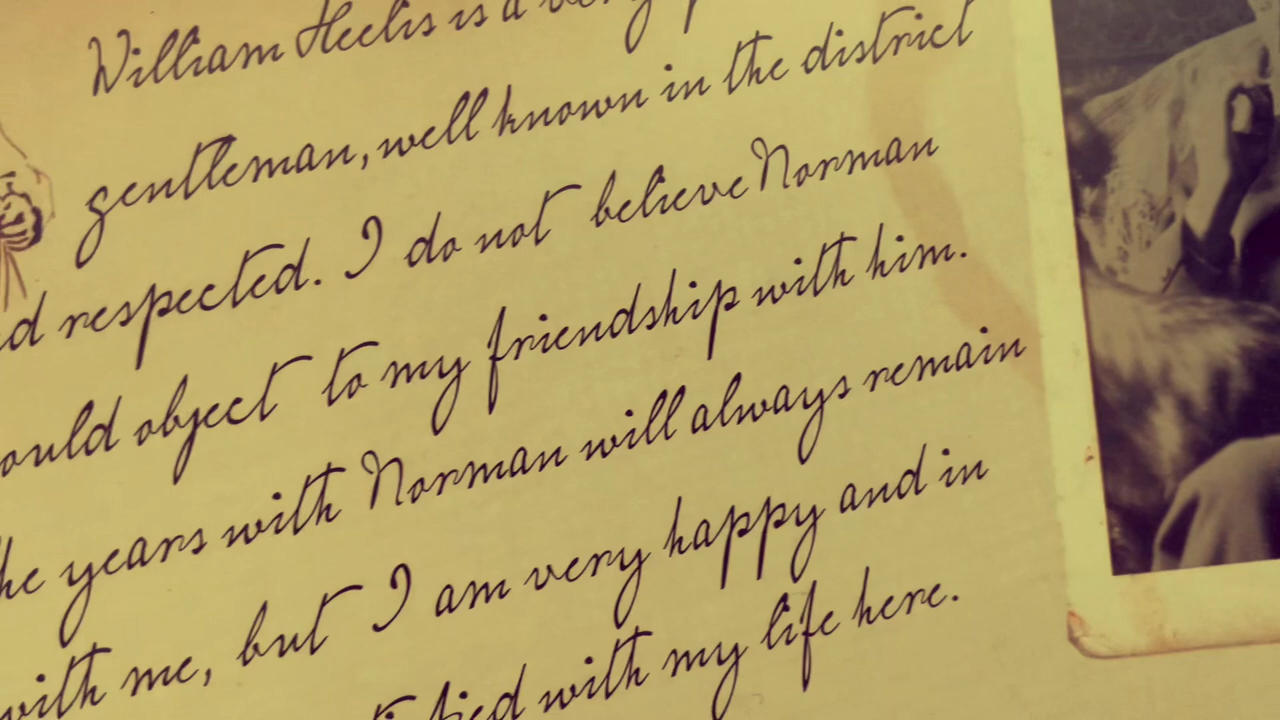 William Heelis is a very
gentleman, well known in the district
respected. I do not believe Norman
object to my friendship with him.
years with Norman will always remain
with me, but I am very happy and in
with my life here.